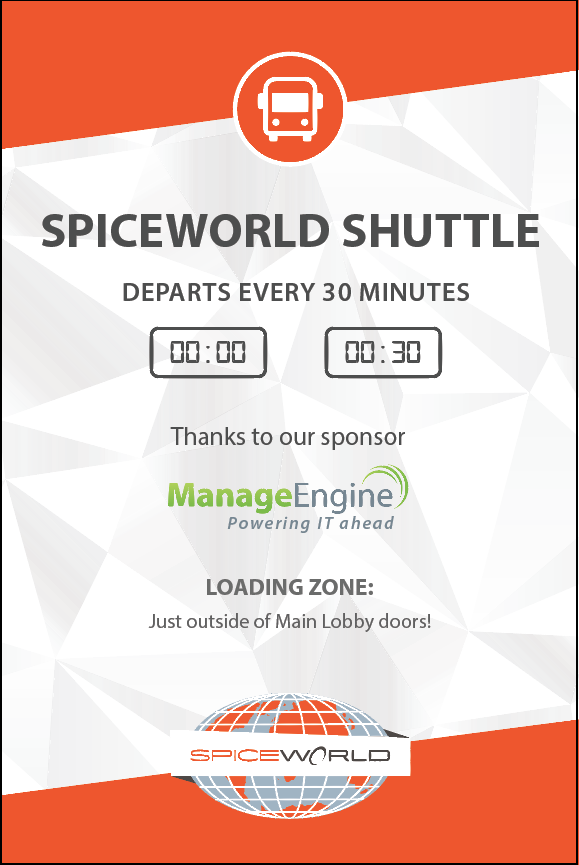 SPICEWORLD SHUTTLE
DEPARTS EVERY 30 MINUTES
00:00 00:30
Thanks to our sponsor
ManageEngine
Powering IT ahead
LOADING ZONE:
Just outside of Main Lobby doors!
SPICEWORLD